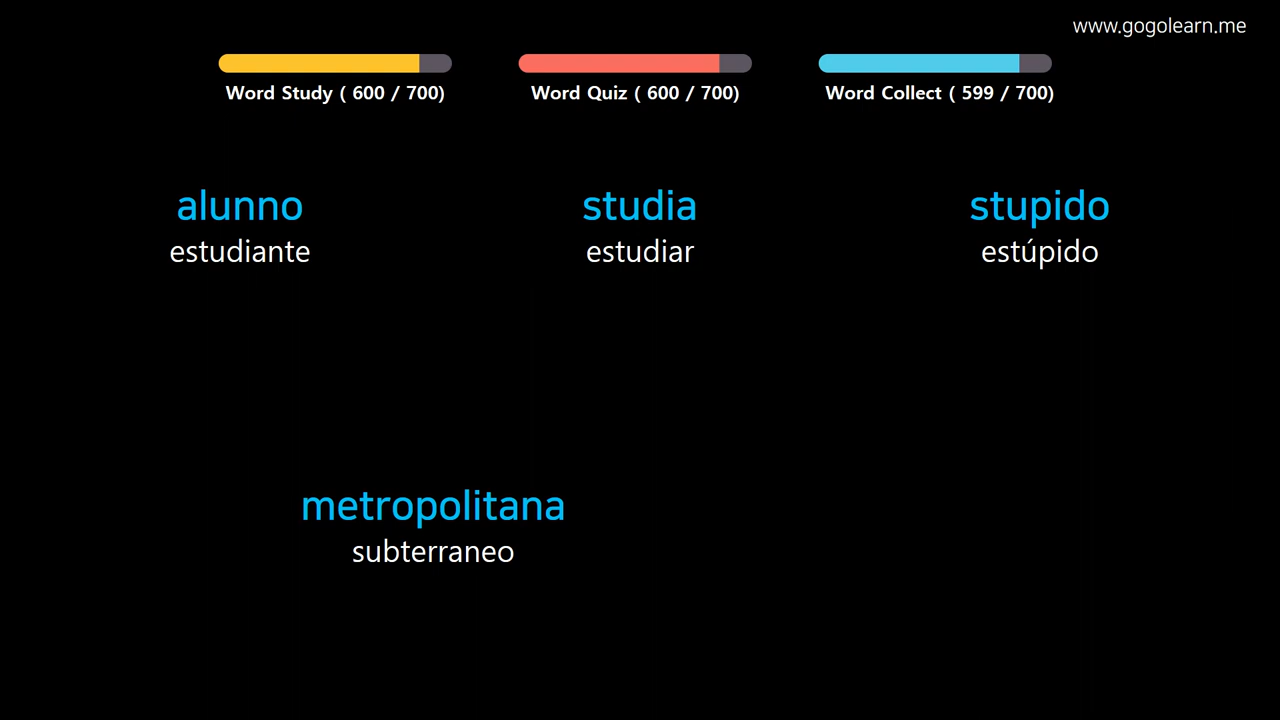 www.gogolearn.me
Word Study ( 600 / 700)
Word Quiz ( 600 / 700)
Word Collect ( 599 / 700)
alunno
estudiante
studia
estudiar
stupido
estúpido
metropolitana
subterraneo